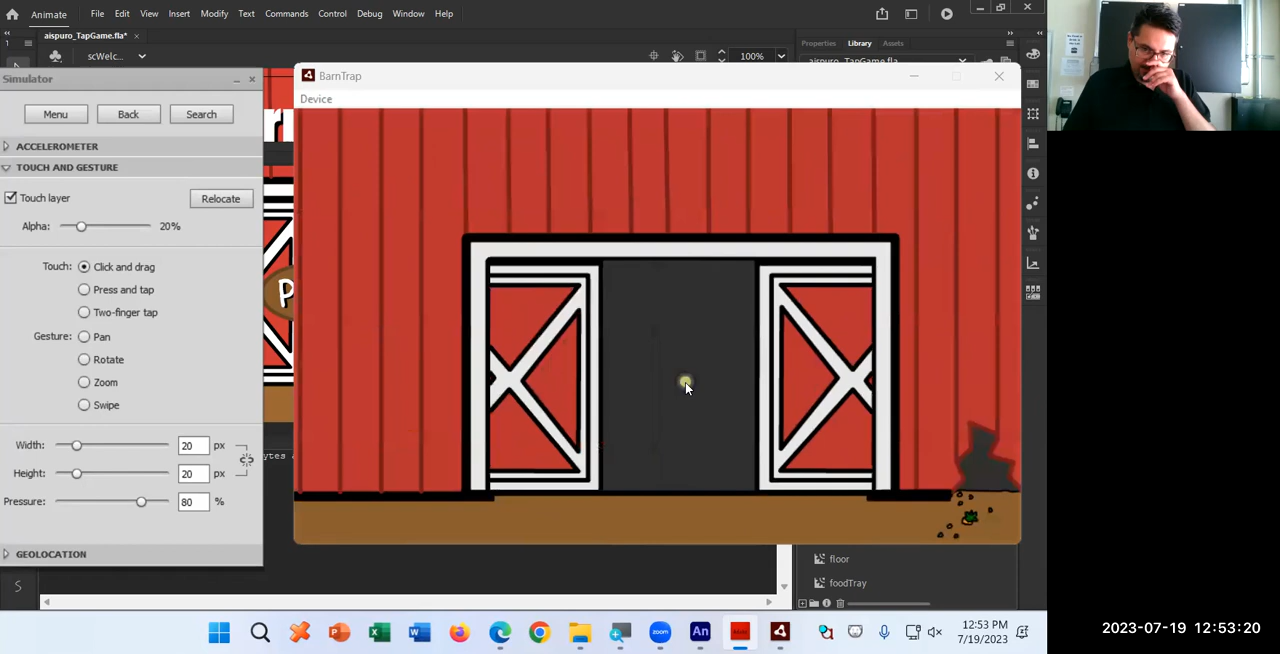 Animate
File
Edit
View
Insert
Modify
Text
Commands
Control
Debug
Window
Help
aispuro_TapGame.fla*
scWelc...
100%
Properties
Library
Assets
Simulator
Menu
Back
Search
ACCELEROMETER
TOUCH AND GESTURE
Touch layer
Relocate
Alpha:
20%
Touch:
Click and drag
Press and tap
Two-finger tap
Gesture:
Pan
Rotate
Zoom
Swipe
Width:
20
px
Height:
20
px
Pressure:
80
%
GEOLOCATION
BarnTrap
Device
floor
foodTray
zoom
An
12:53 PM
7/19/2023
2023-07-19 12:53:20